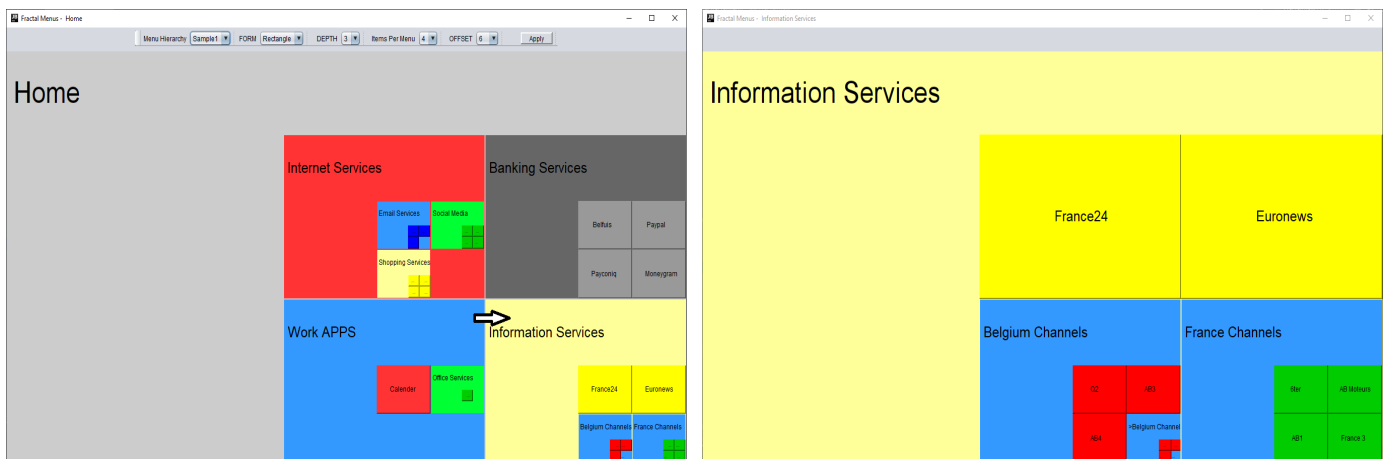 Fractal Menus - Home
Menu Hierarchy Sample1 FORM Rectangle DEPTH 3 Items Per Menu 4 OFFSET 6 Apply
Home
Internet Services
Email Services
Social Media
Shopping Services
Banking Services
Belfuis
Paypal
Payconiq
Moneygram
Work APPS
Calender
Office Services
Information Services
France24
Euronews
Belgium Channels
France Channels
Fractal Menus - Information Services
Information Services
France24
Euronews
Belgium Channels
AB3
AB4
>Belgium Channel
France Channels
6ter
AB Moteurs
AB1
France 3